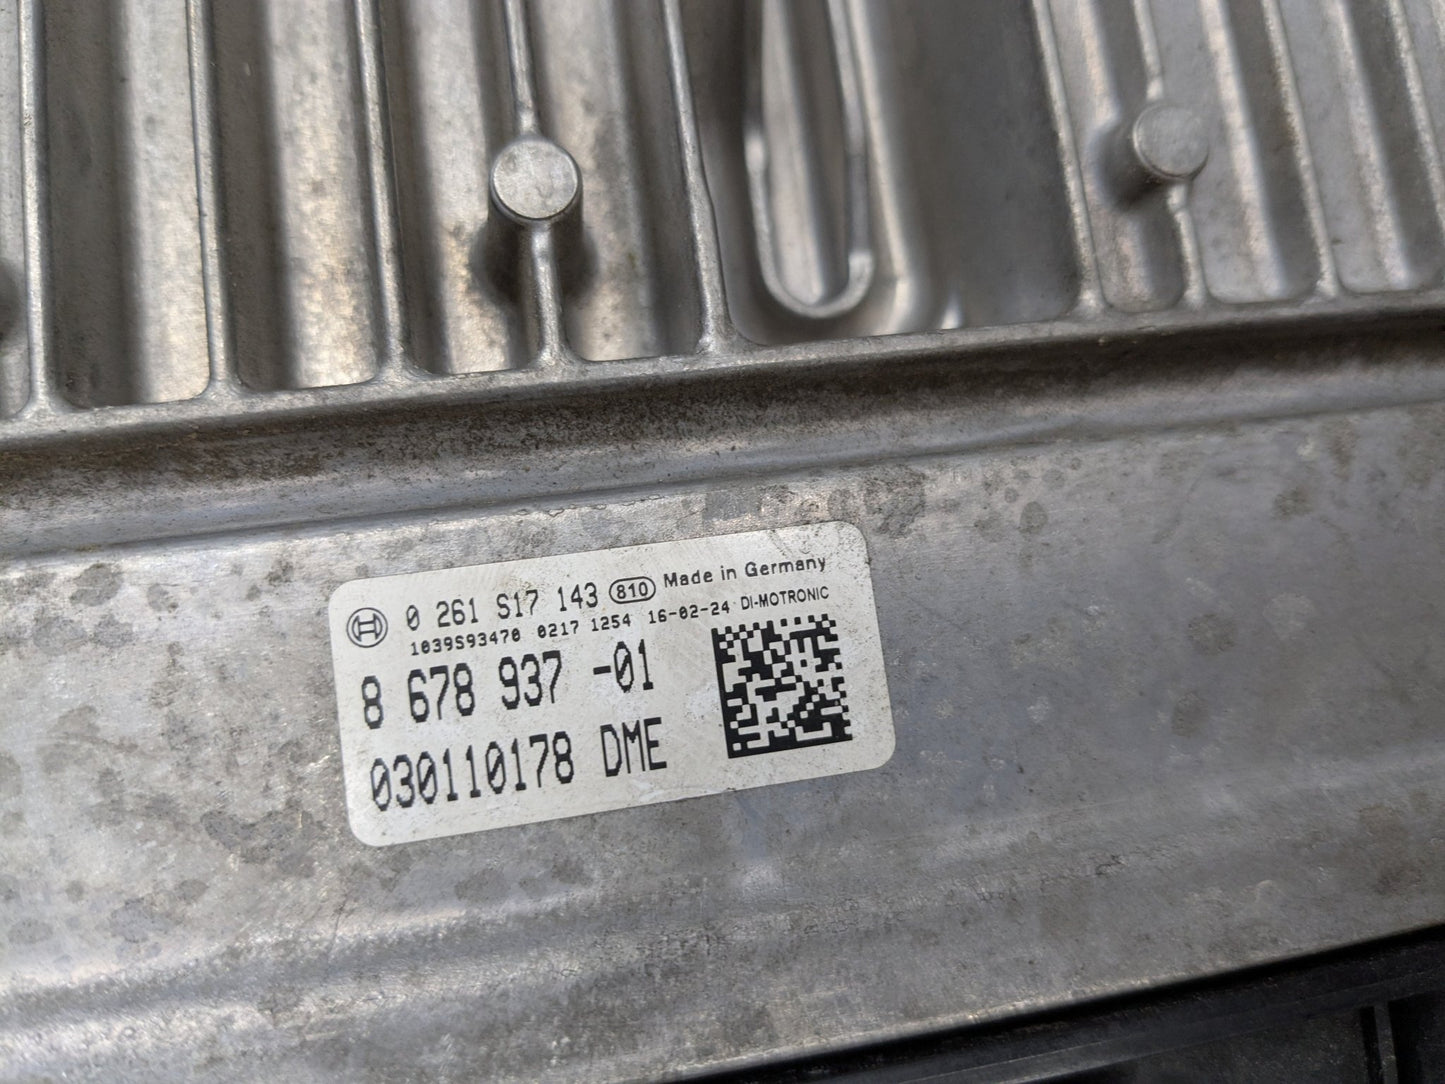 0 261 S17 143 810 Made in Germany
1039S93470 0217 1254 16-02-24 DI-MOTRONIC
8 678 937 -01
030110178 DME